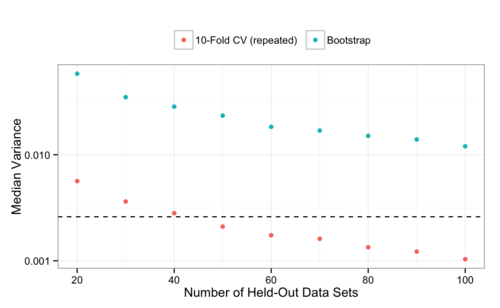 10-Fold CV (repeated) Bootstrap
Median Variance
0.010
0.001
20 40 60 80 100
Number of Held-Out Data Sets